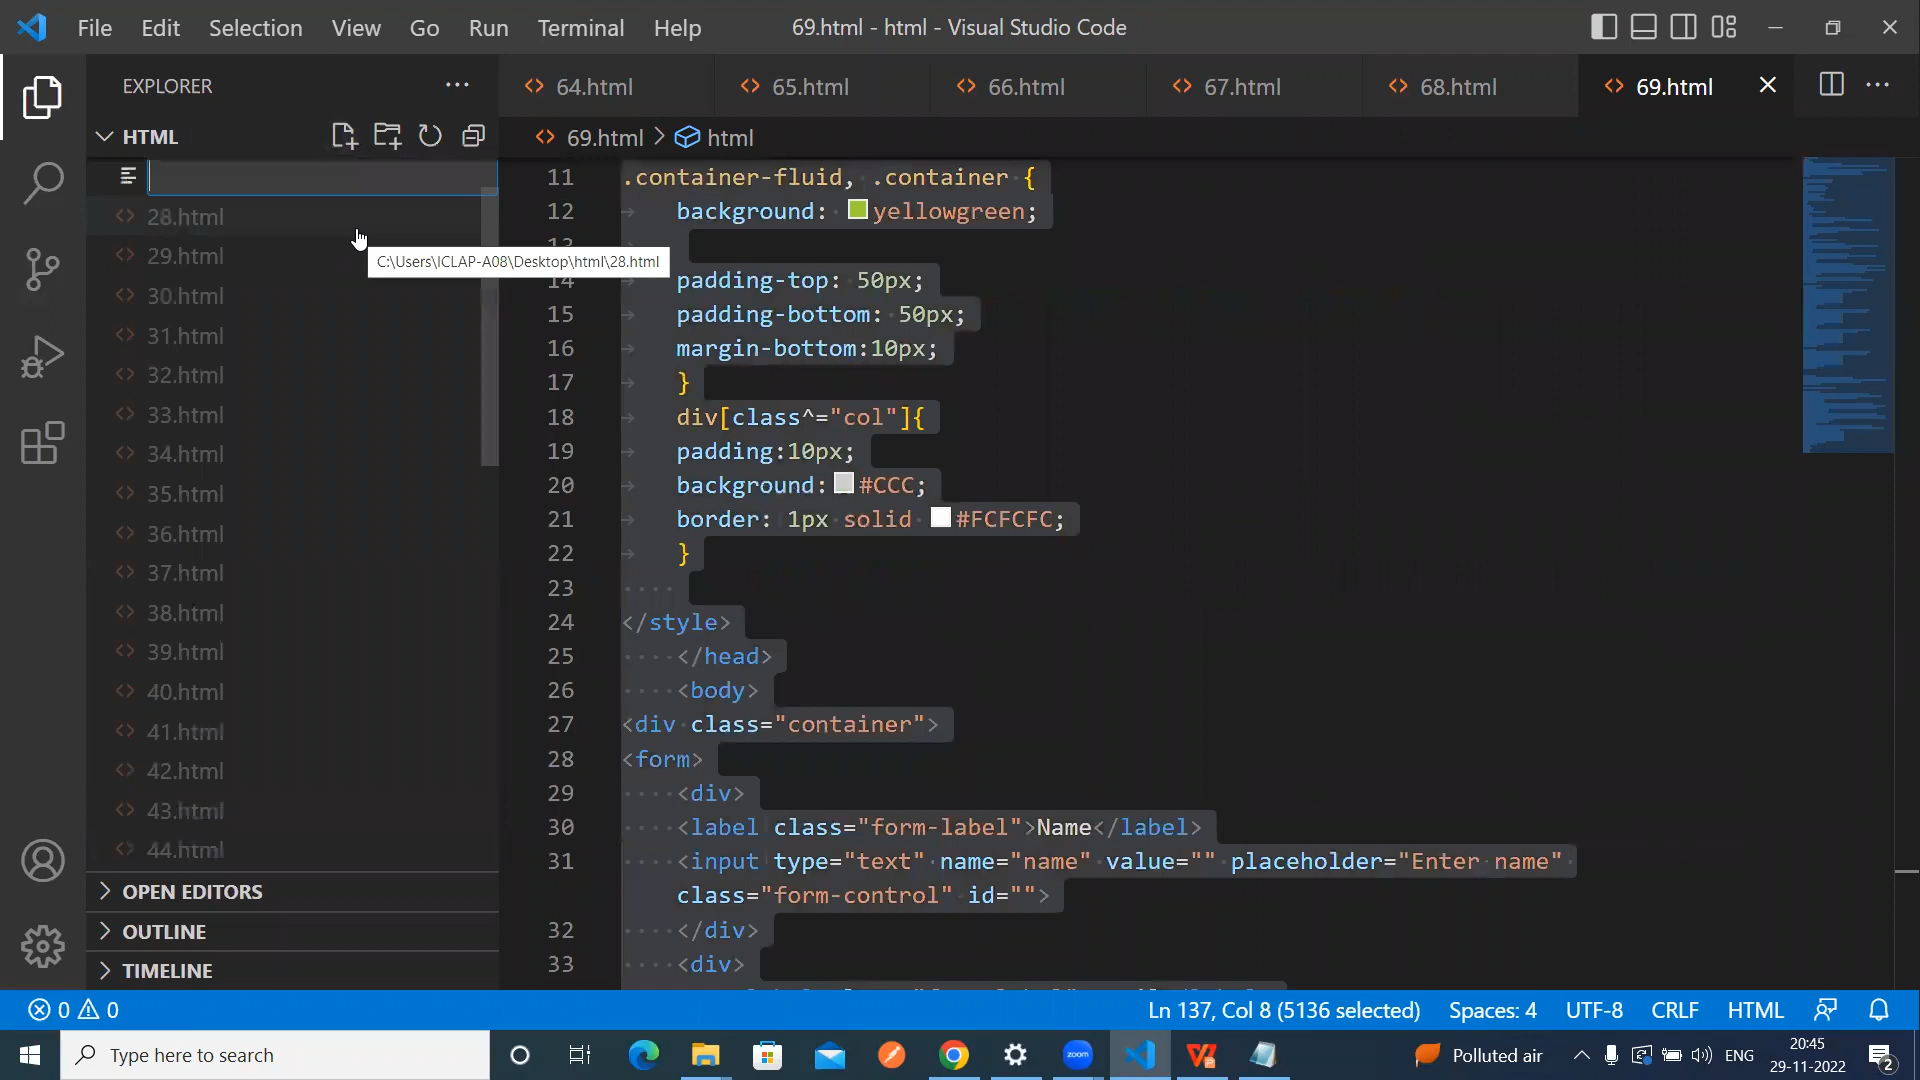 File Edit Selection View Go Run Terminal Help
69.html - html - Visual Studio Code
EXPLORER
64.html 65.html 66.html 67.html 68.html 69.html
HTML
69.html > html
28.html
29.html
30.html
31.html
32.html
33.html
34.html
35.html
36.html
37.html
38.html
39.html
40.html
41.html
42.html
43.html
44.html
C:\Users\ICLAP-A08\Desktop\html\28.html
OPEN EDITORS
OUTLINE
TIMELINE
11 .container-fluid, .container {
12 background: yellowgreen;
14 padding-top: 50px;
15 padding-bottom: 50px;
16 margin-bottom:10px;
17 }
18 div[class^="col"]{
19 padding:10px;
20 background: #CCC;
21 border: 1px solid #FCFCFC;
22 }
23
24 </style>
25 </head>
26 <body>
27 <div class="container">
28 <form>
29 <div>
30 <label class="form-label">Name</label>
31 <input type="text" name="name" value="" placeholder="Enter name"
class="form-control" id="">
32 </div>
33 <div>
0 0
Ln 137, Col 8 (5136 selected) Spaces: 4 UTF-8 CRLF HTML
Type here to search
zoom
Polluted air
ENG
20:45
29-11-2022
2